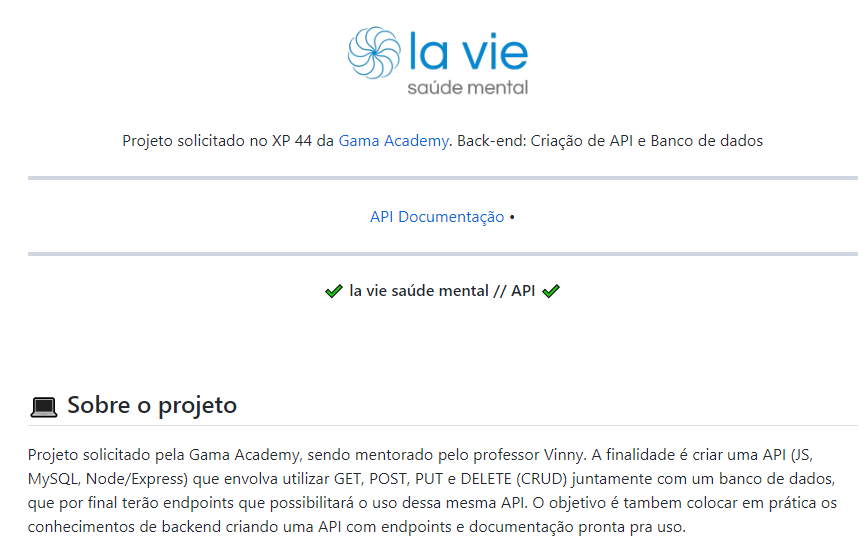 la vie
saúde mental
Projeto solicitado no XP 44 da Gama Academy. Back-end: Criação de API e Banco de dados
API Documentação •
la vie saúde mental // API
Sobre o projeto
Projeto solicitado pela Gama Academy, sendo mentorado pelo professor Vinny. A finalidade é criar uma API (JS,
MySQL, Node/Express) que envolva utilizar GET, POST, PUT e DELETE (CRUD) juntamente com um banco de dados,
que por final terão endpoints que possibilitará o uso dessa mesma API. O objetivo é tambem colocar em prática os
conhecimentos de backend criando uma API com endpoints e documentação pronta pra uso.